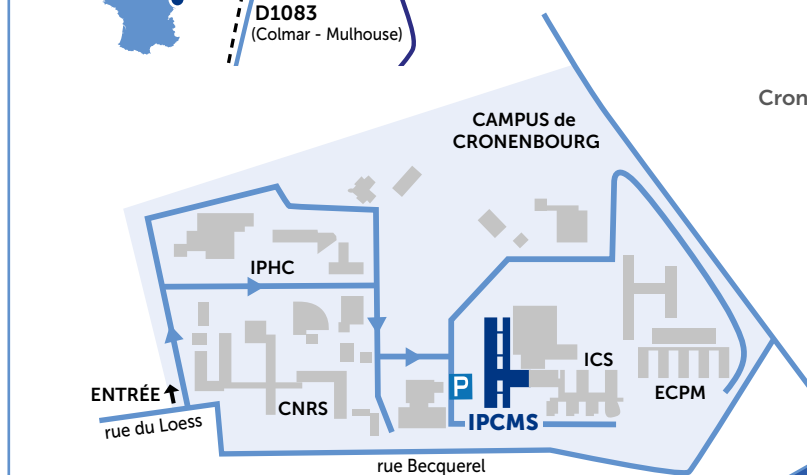 D1083
(Colmar - Mulhouse)
Cron
CAMPUS de
CRONENBOURG
IPHC
P
ICS
ENTRÉE
CNRS
ECPM
IPCMS
rue du Loess
rue Becquerel